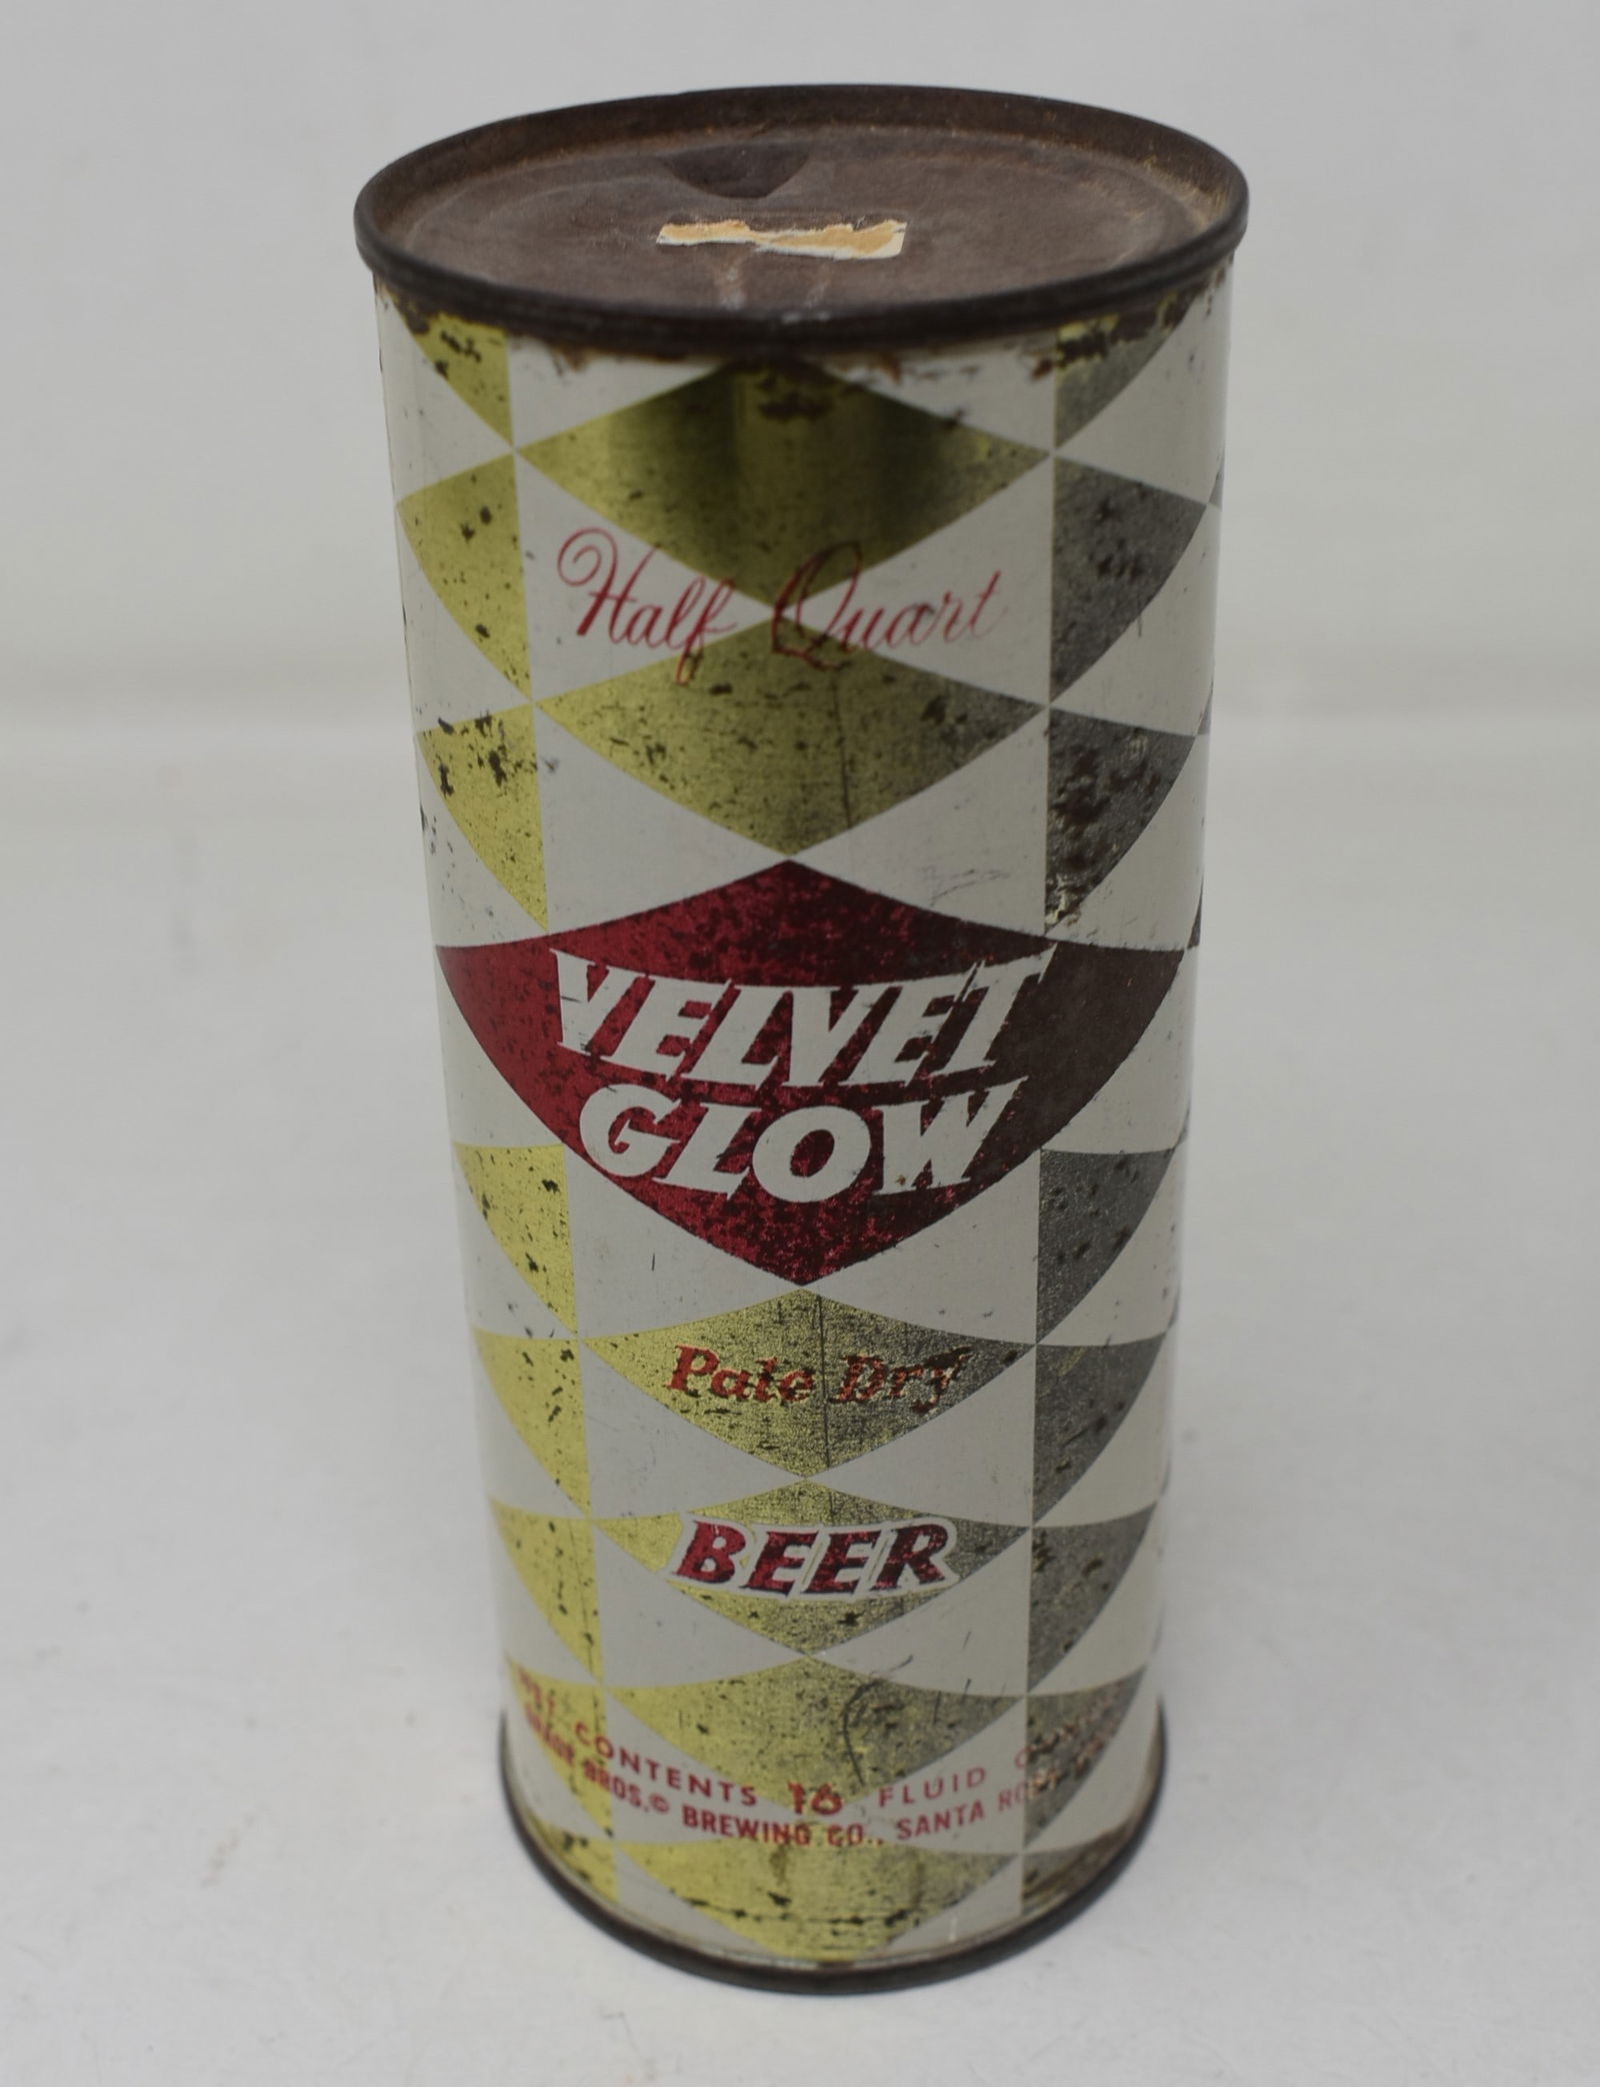 Half Quart
VELVET
GLOW
Pale Dry
BEER
CONTENTS 16 FLUID
BROS.© BREWING CO., SANTA